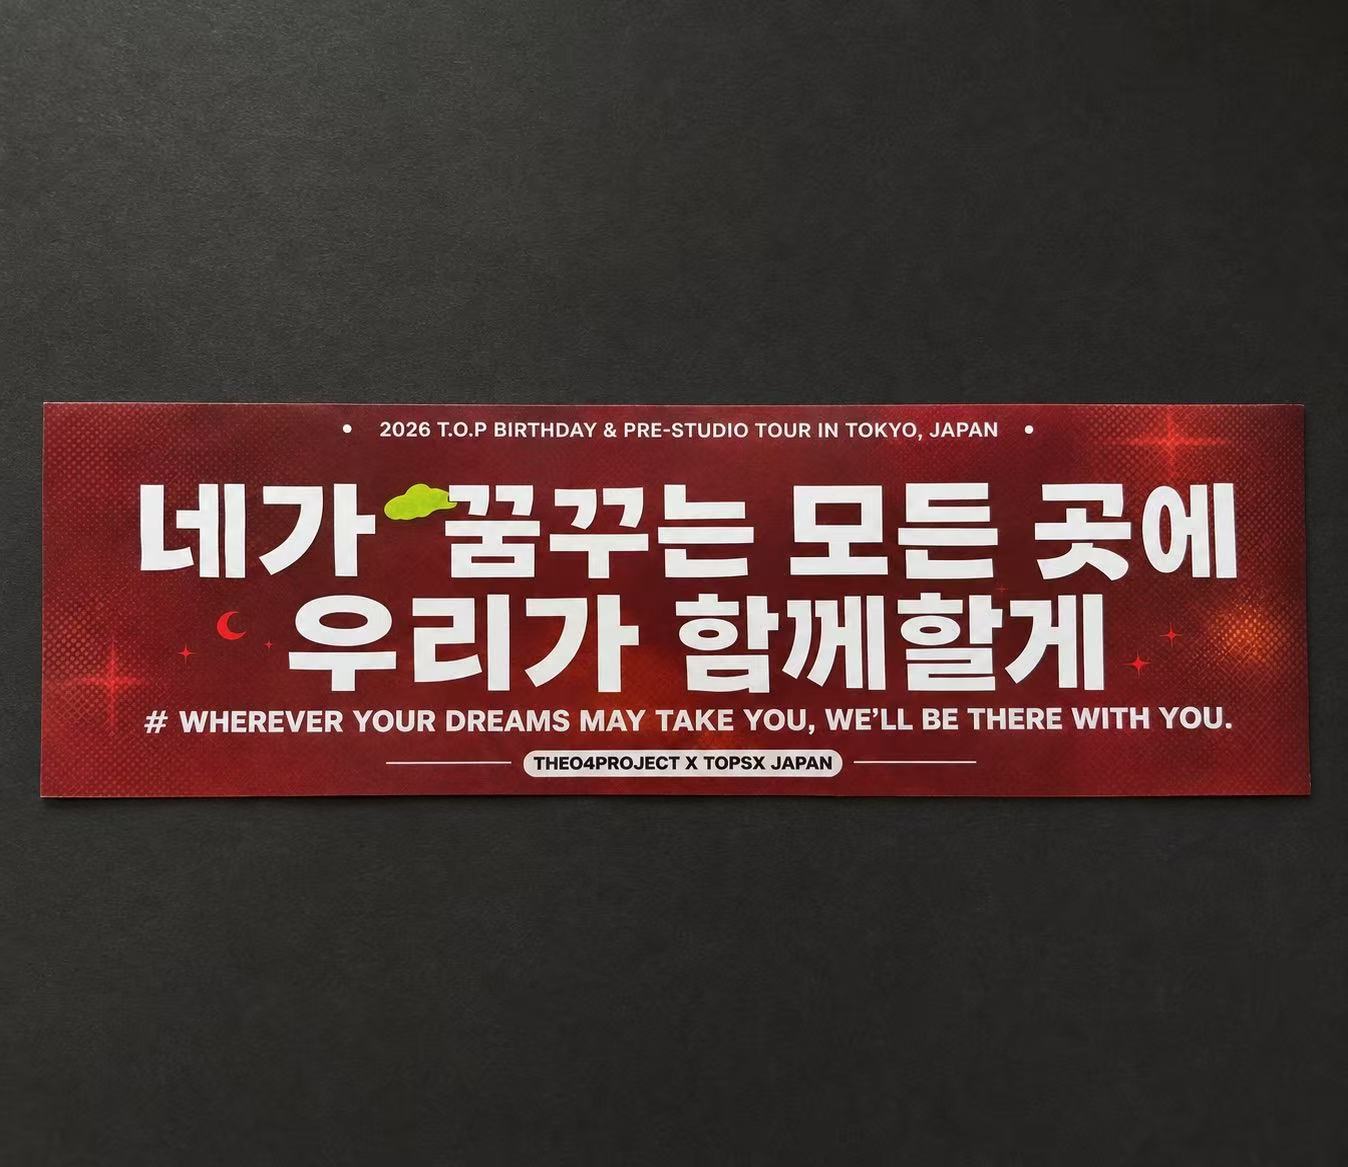 • 2026 T.O.P BIRTHDAY & PRE-STUDIO TOUR IN TOKYO, JAPAN •
네가 꿈꾸는 모든 곳에
우리가 함께할게
# WHEREVER YOUR DREAMS MAY TAKE YOU, WE’LL BE THERE WITH YOU.
THEO4PROJECT X TOPSX JAPAN